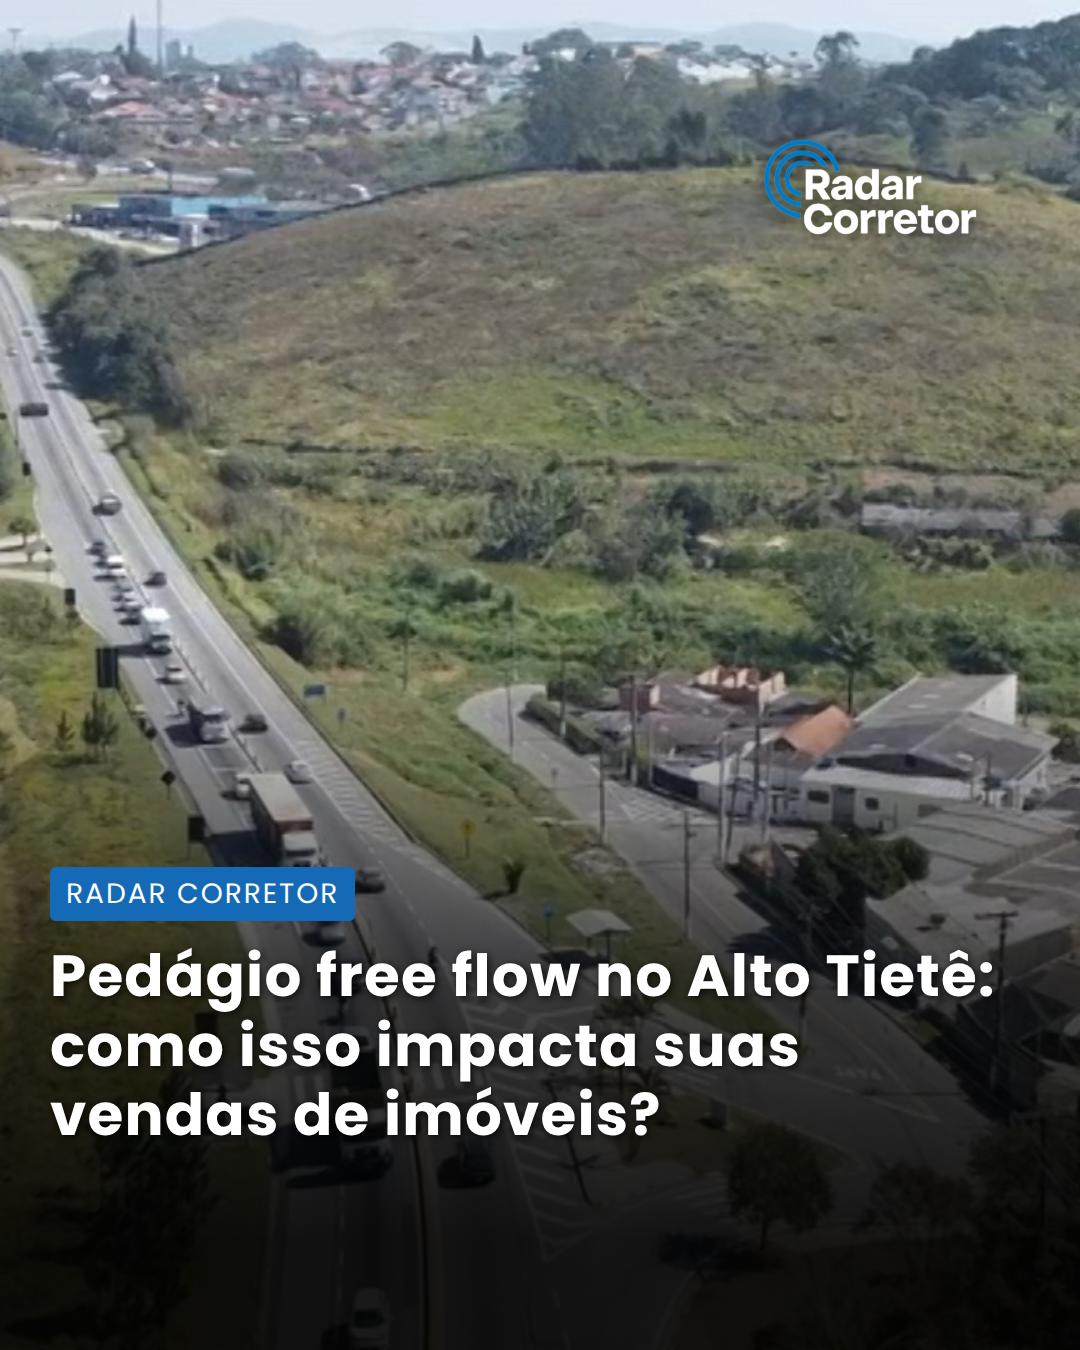 Radar
Corretor
RADAR CORRETOR
Pedágio free flow no Alto Tietê:
como isso impacta suas
vendas de imóveis?